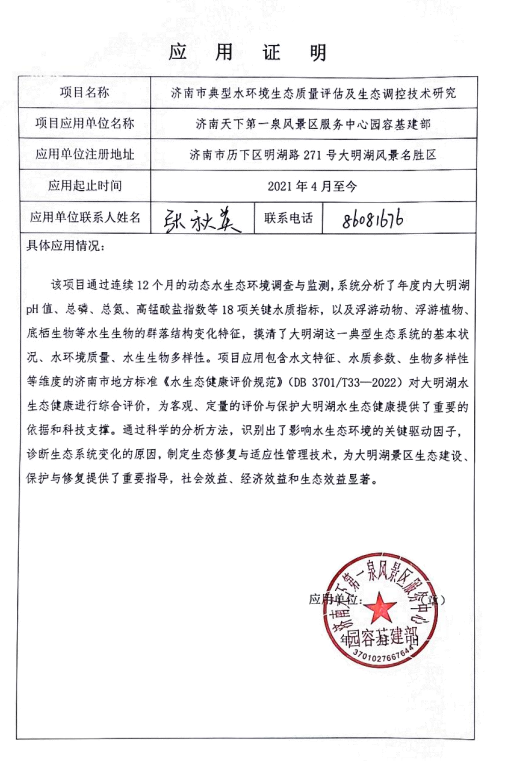 应用证明
项目名称 济南市典型水环境生态质量评估及生态调控技术研究
项目应用单位名称 济南天下第一泉风景区服务中心园容基建部
应用单位注册地址 济南市历下区明湖路 271 号大明湖风景名胜区
应用起止时间 2021 年 4 月至今
应用单位联系人姓名 张秋英 联系电话 86081676
具体应用情况：
该项目通过连续 12 个月的动态水生态环境调查与监测，系统分析了年度内大明湖
pH 值、总磷、总氮、高锰酸盐指数等 18 项关键水质指标，以及浮游动物、浮游植物、
底栖生物等水生生物的群落结构变化特征，摸清了大明湖这一典型生态系统的基本状
况、水环境质量、水生生物多样性。项目应用包含水文特征、水质参数、生物多样性
等维度的济南市地方标准《水生态健康评价规范》（DB 3701/T33—2022）对大明湖水
生态健康进行综合评价，为客观、定量的评价与保护大明湖水生态健康提供了重要的
依据和科技支撑。通过科学的分析方法，识别出了影响水生态环境的关键驱动因子，
诊断生态系统变化的原因，制定生态修复与适应性管理技术，为大明湖景区生态建设、
保护与修复提供了重要指导，社会效益、经济效益和生态效益显著。
济南天下第一泉风景区服务中心
应用单位：（章）
年 月 日
园容基建部
3701027667644